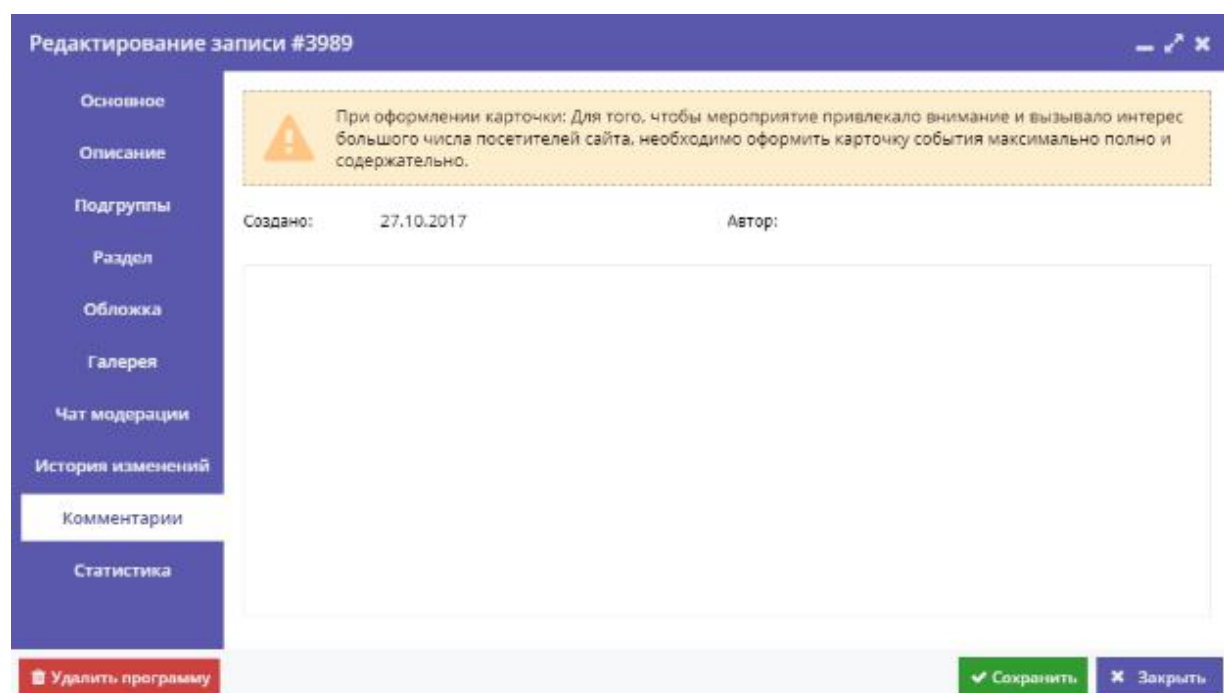 Редактирование записи #3989
Основное
Описание
Подгруппы
Раздел
Обложка
Галерея
Чат модерации
История изменений
Комментарии
Статистика
При оформлении карточки: Для того, чтобы мероприятие привлекало внимание и вызывало интерес
большого числа посетителей сайта, необходимо оформить карточку события максимально полно и
содержательно.
Создано: 27.10.2017 Автор:
Удалить программу
Сохранить
Закрыть